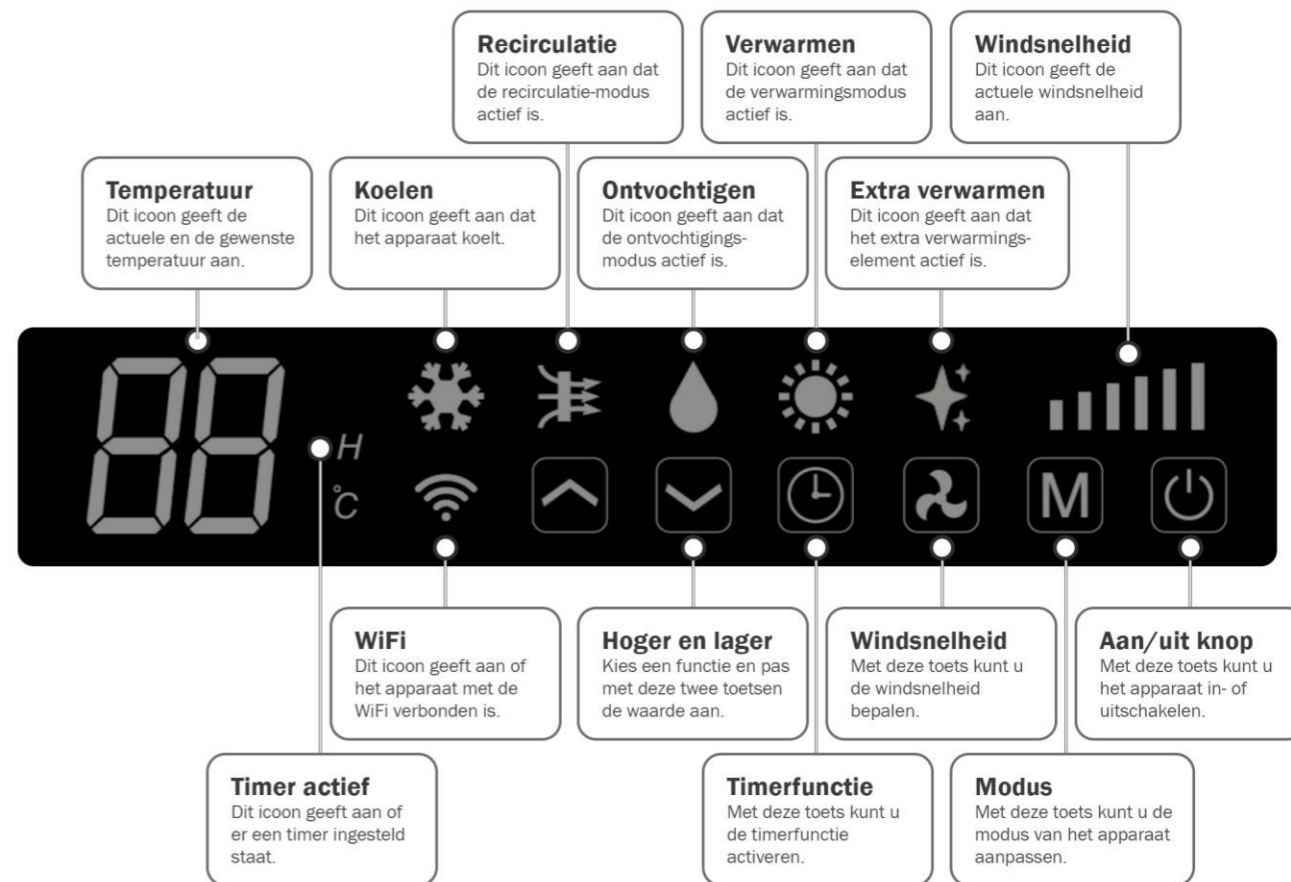 Recirculatie
Dit icoon geeft aan dat
de recirculatie-modus
actief is.
Verwarmen
Dit icoon geeft aan dat
de verwarmingsmodus
actief is.
Windsnelheid
Dit icoon geeft de
actuele windsnelheid
aan.
Temperatuur
Dit icoon geeft de
actuele en de gewenste
temperatuur aan.
Koelen
Dit icoon geeft aan dat
het apparaat koelt.
Ontvochtigen
Dit icoon geeft aan dat
de ontvochtigings-
modus actief is.
Extra verwarmen
Dit icoon geeft aan dat
het extra verwarmings-
element actief is.
88
H
°C
M
WiFi
Dit icoon geeft aan of
het apparaat met de
WiFi verbonden is.
Hoger en lager
Kies een functie en pas
met deze twee toetsen
de waarde aan.
Windsnelheid
Met deze toets kunt u
de windsnelheid
bepalen.
Aan/uit knop
Met deze toets kunt u
het apparaat in- of
uitschakelen.
Timer actief
Dit icoon geeft aan of
er een timer ingesteld
staat.
Timerfunctie
Met deze toets kunt u
de timerfunctie
activeren.
Modus
Met deze toets kunt u de
modus van het apparaat
aanpassen.